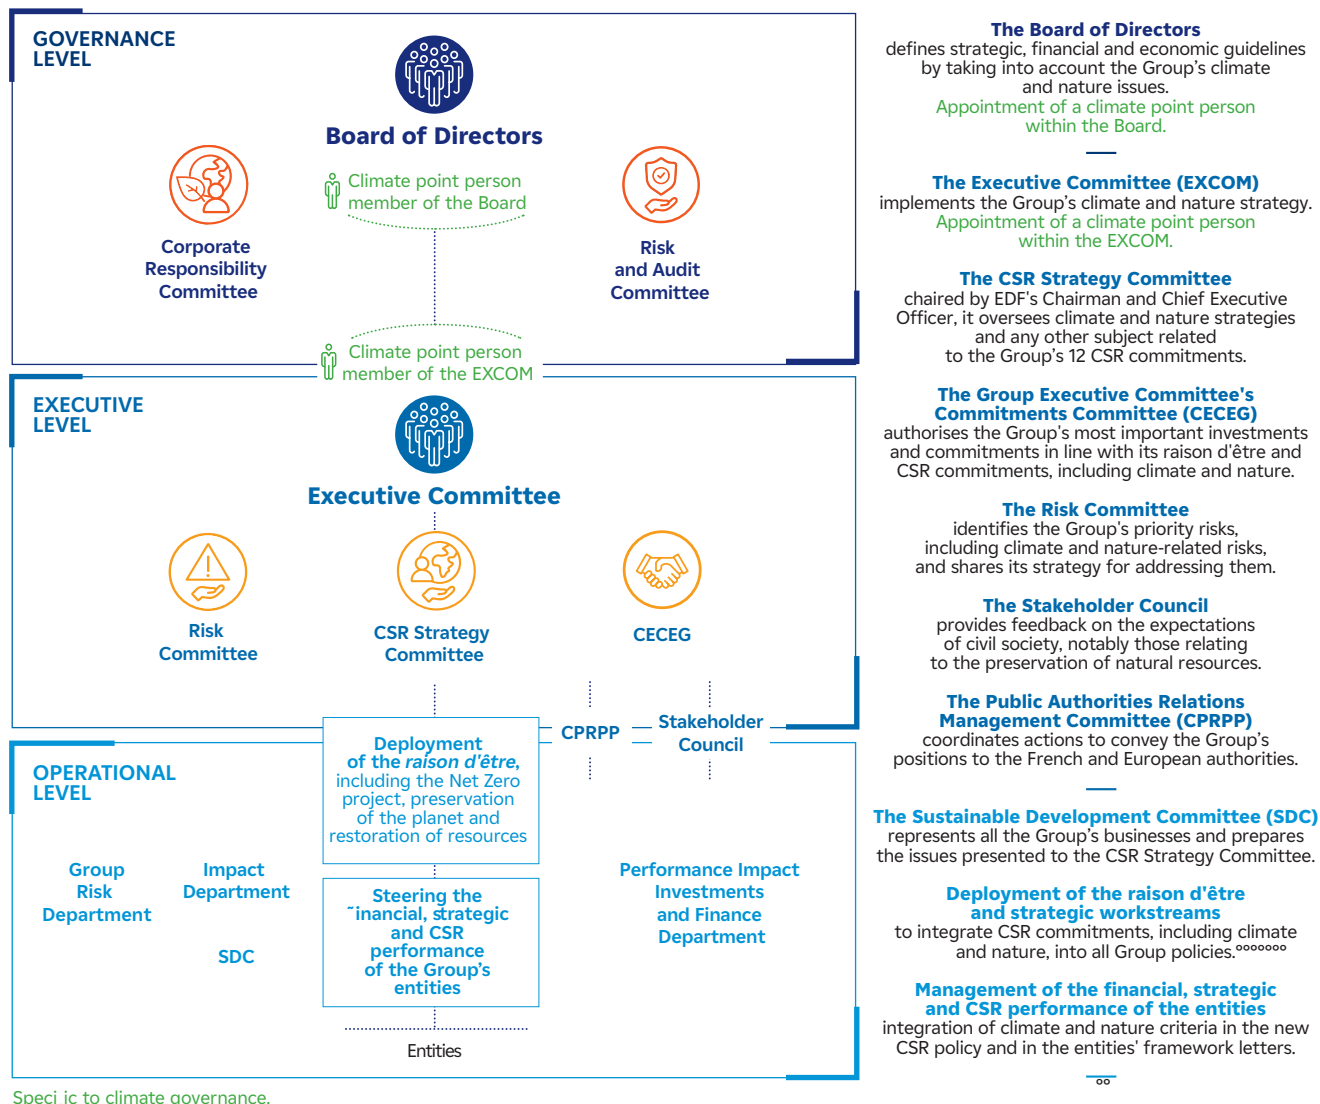 GOVERNANCE
LEVEL
Board of Directors
Climate point person
member of the Board
Corporate
Responsibility
Committee
Risk
and Audit
Committee
Climate point person
member of the EXCOM
EXECUTIVE
LEVEL
Executive Committee
Risk
Committee
CSR Strategy
Committee
CECEG
CPRPP
Stakeholder
Council
OPERATIONAL
LEVEL
Deployment
of the raison d'être,
including the Net Zero
project, preservation
of the planet and
restoration of resources
Group
Risk
Department
Impact
Department
SDC
Steering the
˜inancial, strategic
and CSR
performance
of the Group's
entities
Performance Impact
Investments
and Finance
Department
Entities
Speci ic to climate governance.
The Board of Directors
defines strategic, financial and economic guidelines
by taking into account the Group's climate
and nature issues.
Appointment of a climate point person
within the Board.
The Executive Committee (EXCOM)
implements the Group's climate and nature strategy.
Appointment of a climate point person
within the EXCOM.
The CSR Strategy Committee
chaired by EDF's Chairman and Chief Executive
Officer, it oversees climate and nature strategies
and any other subject related
to the Group's 12 CSR commitments.
The Group Executive Committee's
Commitments Committee (CECEG)
authorises the Group's most important investments
and commitments in line with its raison d'être and
CSR commitments, including climate and nature.
The Risk Committee
identifies the Group's priority risks,
including climate and nature-related risks,
and shares its strategy for addressing them.
The Stakeholder Council
provides feedback on the expectations
of civil society, notably those relating
to the preservation of natural resources.
The Public Authorities Relations
Management Committee (CPRPP)
coordinates actions to convey the Group's
positions to the French and European authorities.
The Sustainable Development Committee (SDC)
represents all the Group's businesses and prepares
the issues presented to the CSR Strategy Committee.
Deployment of the raison d'être
and strategic workstreams
to integrate CSR commitments, including climate
and nature, into all Group policies.°°°°°°°
Management of the financial, strategic
and CSR performance of the entities
integration of climate and nature criteria in the new
CSR policy and in the entities' framework letters.
°°